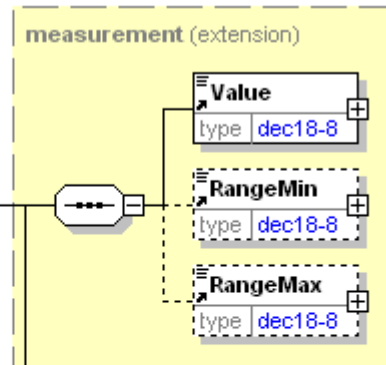 measurement (extension)
Value
type dec18-8
RangeMin
type dec18-8
RangeMax
type dec18-8